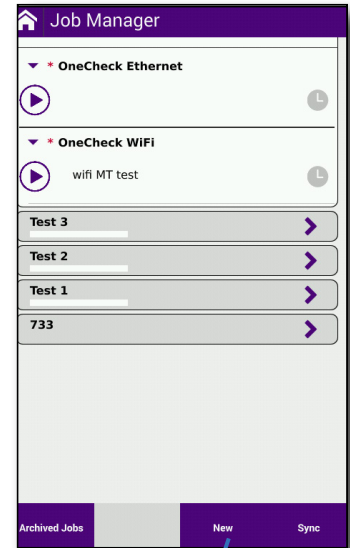 Job Manager
* OneCheck Ethernet
* OneCheck WiFi
wifi MT test
Test 3
Test 2
Test 1
733
Archived Jobs New Sync